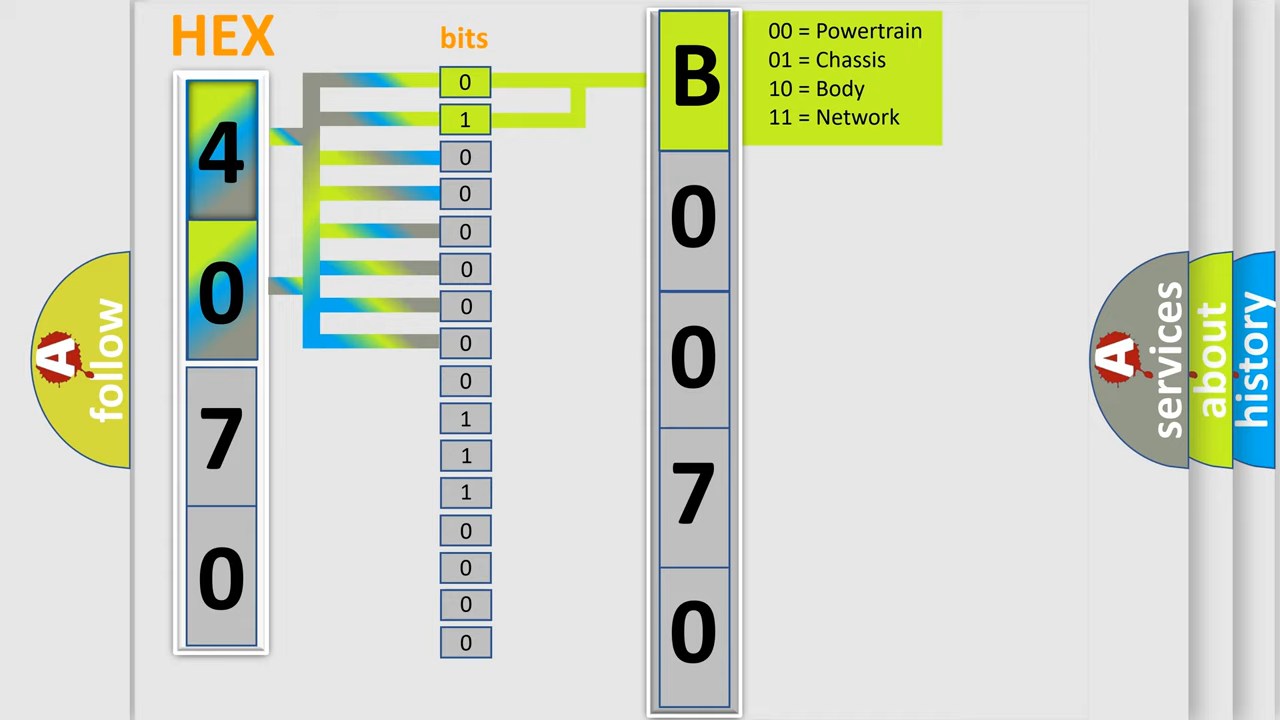 HEX
bits
4
0
7
0
0
1
0
0
0
0
0
0
0
1
1
1
0
0
0
0
B
0
0
7
0
00 = Powertrain
01 = Chassis
10 = Body
11 = Network
A
follow
A
services
about
history